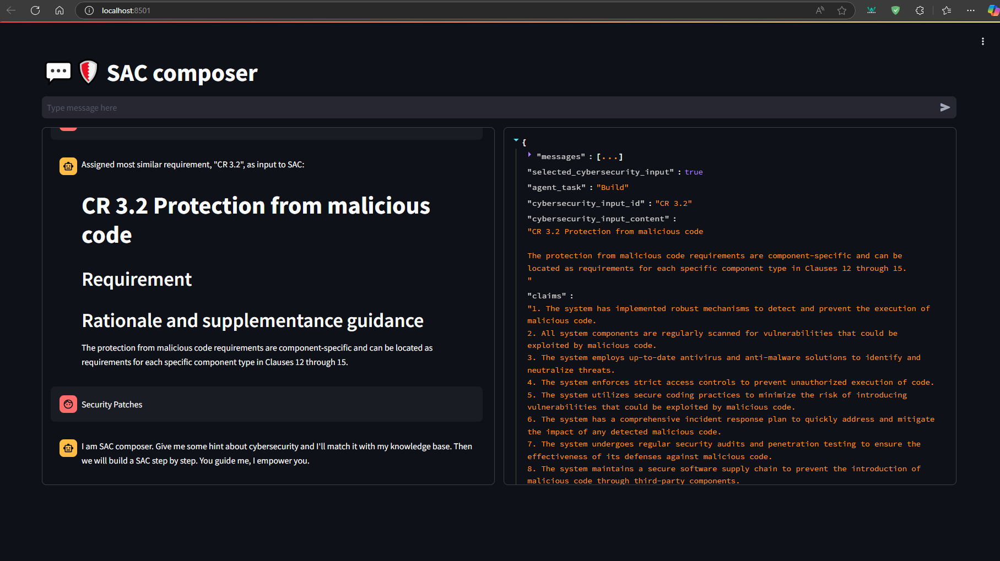 localhost:8501
SAC composer
Type message here
Assigned most similar requirement, "CR 3.2", as input to SAC:
CR 3.2 Protection from malicious
code
Requirement
Rationale and supplementance guidance
The protection from malicious code requirements are component-specific and can be located as
requirements for each specific component type in Clauses 12 through 15.
Security Patches
I am SAC composer. Give me some hint about cybersecurity and I'll match it with my knowledge base. Then
we will build a SAC step by step. You guide me, I empower you.
{
"messages" : [...]
"selected_cybersecurity_input" : true
"agent_task" : "Build"
"cybersecurity_input_id" : "CR 3.2"
"cybersecurity_input_content" :
"CR 3.2 Protection from malicious code
The protection from malicious code requirements are component-specific and can be
located as requirements for each specific component type in Clauses 12 through 15.
"
"claims" :
"1. The system has implemented robust mechanisms to detect and prevent the execution of
malicious code.
2. All system components are regularly scanned for vulnerabilities that could be
exploited by malicious code.
3. The system employs up-to-date antivirus and anti-malware solutions to identify and
neutralize threats.
4. The system enforces strict access controls to prevent unauthorized execution of code.
5. The system utilizes secure coding practices to minimize the risk of introducing
vulnerabilities that could be exploited by malicious code.
6. The system has a comprehensive incident response plan to quickly address and mitigate
the impact of any detected malicious code.
7. The system undergoes regular security audits and penetration testing to ensure the
effectiveness of its defenses against malicious code.
8. The system maintains a secure software supply chain to prevent the introduction of
malicious code through third-party components.